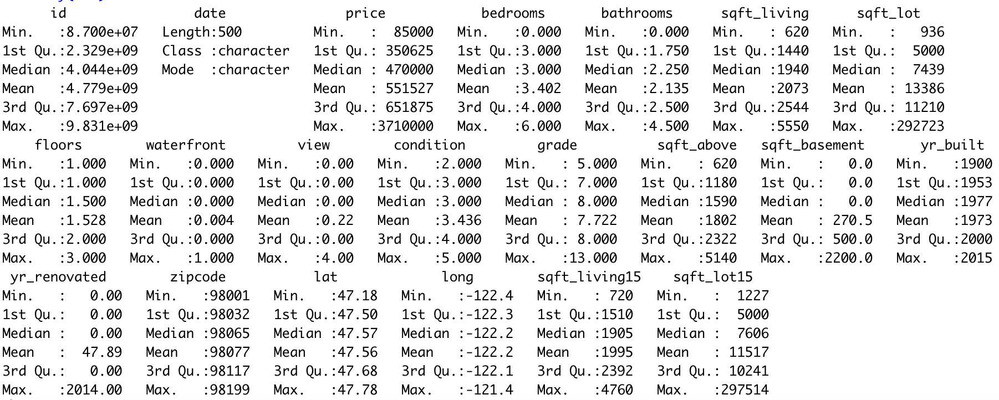 id               date                 price            bedrooms       bathrooms      sqft_living      sqft_lot
Min.   :8.700e+07   Length:500         Min.   :  85000   Min.   :0.000   Min.   :0.000   Min.   : 620   Min.   :   936
1st Qu.:2.329e+09   Class :character   1st Qu.: 350625   1st Qu.:3.000   1st Qu.:1.750   1st Qu.:1440   1st Qu.:  5000
Median :4.044e+09   Mode  :character   Median : 470000   Median :3.000   Median :2.250   Median :1940   Median :  7439
Mean   :4.779e+09                      Mean   : 551527   Mean   :3.402   Mean   :2.135   Mean   :2073   Mean   : 13386
3rd Qu.:7.697e+09                      3rd Qu.: 651875   3rd Qu.:4.000   3rd Qu.:2.500   3rd Qu.:2544   3rd Qu.: 11210
Max.   :9.831e+09                      Max.   :3710000   Max.   :6.000   Max.   :4.500   Max.   :5550   Max.   :292723
    floors        waterfront         view        condition         grade          sqft_above   sqft_basement       yr_built
Min.   :1.000   Min.   :0.000   Min.   :0.00   Min.   :2.000   Min.   : 5.000   Min.   : 620   Min.   :   0.0   Min.   :1900
1st Qu.:1.000   1st Qu.:0.000   1st Qu.:0.00   1st Qu.:3.000   1st Qu.: 7.000   1st Qu.:1180   1st Qu.:   0.0   1st Qu.:1953
Median :1.500   Median :0.000   Median :0.00   Median :3.000   Median : 8.000   Median :1590   Median :   0.0   Median :1977
Mean   :1.528   Mean   :0.004   Mean   :0.22   Mean   :3.436   Mean   : 7.722   Mean   :1802   Mean   : 270.5   Mean   :1973
3rd Qu.:2.000   3rd Qu.:0.000   3rd Qu.:0.00   3rd Qu.:4.000   3rd Qu.: 8.000   3rd Qu.:2322   3rd Qu.: 500.0   3rd Qu.:2000
Max.   :3.000   Max.   :1.000   Max.   :4.00   Max.   :5.000   Max.   :13.000   Max.   :5140   Max.   :2200.0   Max.   :2015
 yr_renovated        zipcode           lat             long          sqft_living15    sqft_lot15
Min.   :   0.00   Min.   :98001   Min.   :47.18   Min.   :-122.4   Min.   : 720   Min.   :  1227
1st Qu.:   0.00   1st Qu.:98032   1st Qu.:47.50   1st Qu.:-122.3   1st Qu.:1510   1st Qu.:  5000
Median :   0.00   Median :98065   Median :47.57   Median :-122.2   Median :1905   Median :  7606
Mean   :  47.89   Mean   :98077   Mean   :47.56   Mean   :-122.2   Mean   :1995   Mean   : 11517
3rd Qu.:   0.00   3rd Qu.:98117   3rd Qu.:47.68   3rd Qu.:-122.1   3rd Qu.:2392   3rd Qu.: 10241
Max.   :2014.00   Max.   :98199   Max.   :47.78   Max.   :-121.4   Max.   :4760   Max.   :297514